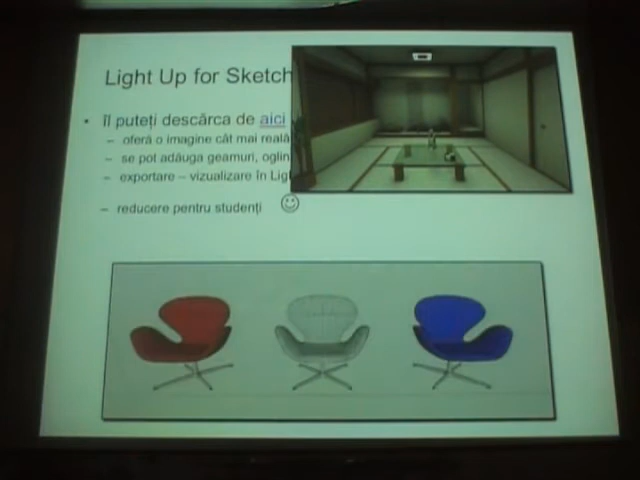 Light Up for Sketch
• îl puteți descărca de aici
– oferă o imagine cât mai reală
– se pot adăuga geamuri, oglin
– exportare – vizualizare în Lig
– reducere pentru studenți